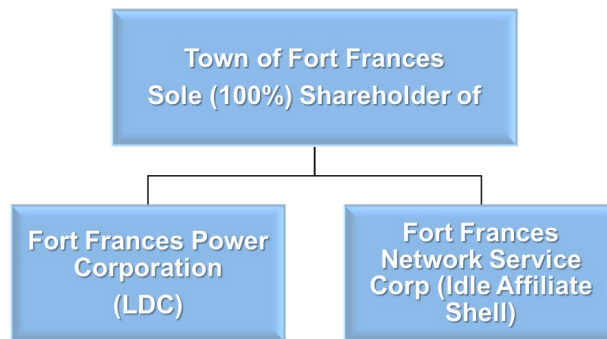 Town of Fort Frances
Sole (100%) Shareholder of
Fort Frances Power
Corporation
(LDC)
Fort Frances
Network Service
Corp (Idle Affiliate
Shell)